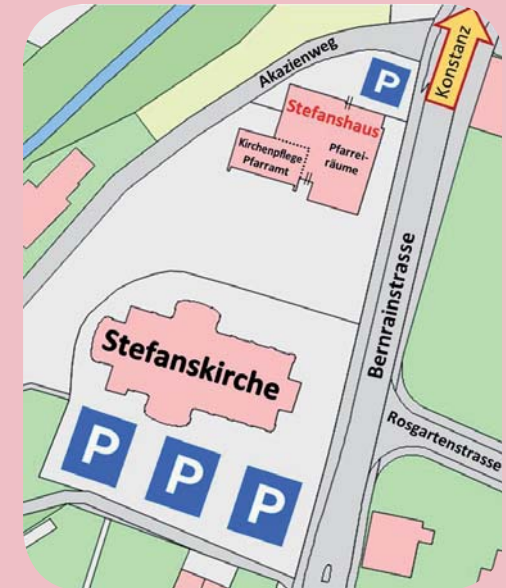 Konstanz
Akazienweg
P
Stefanshaus
Kirchenpflege
Pfarramt
Pfarrei-
räume
Bernrainstrasse
Stefanskirche
Rosgartenstrasse
P
P
P